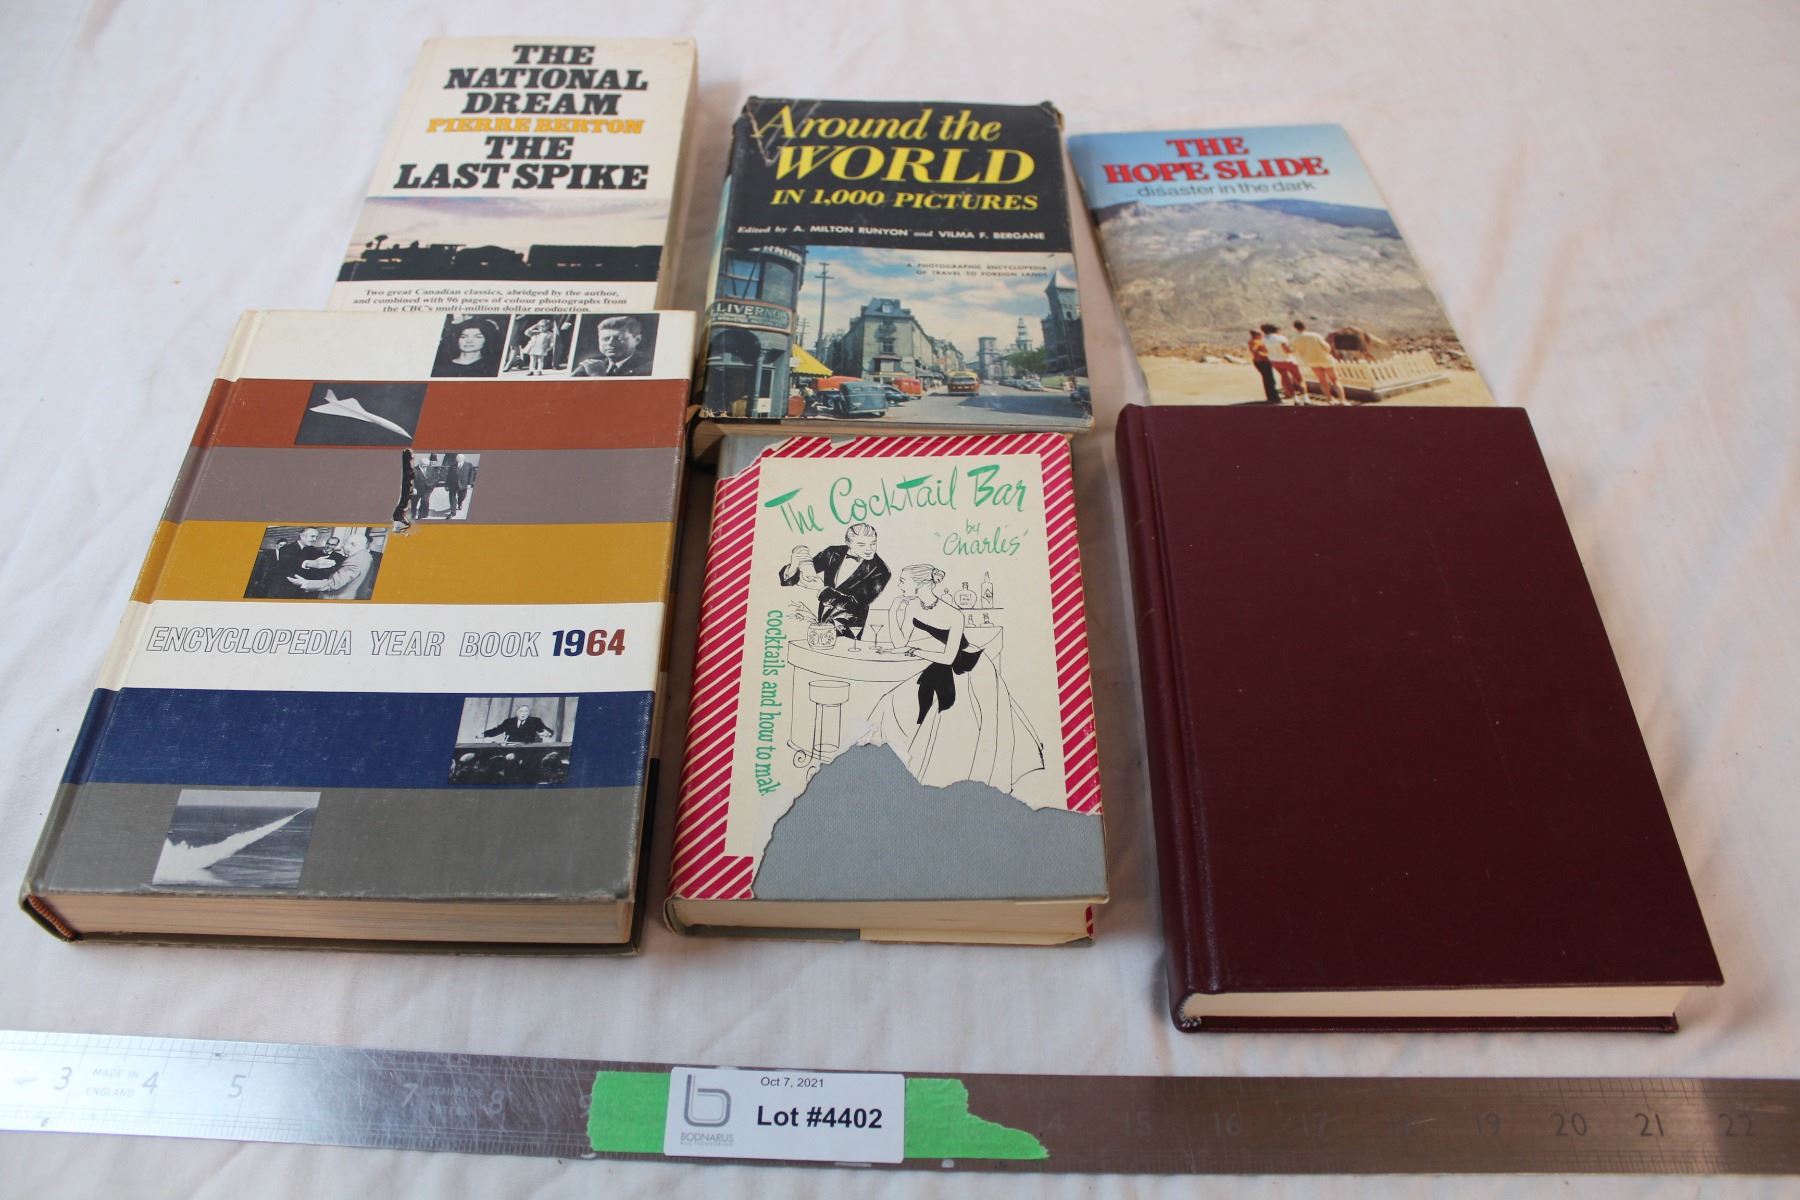 THE
NATIONAL
DREAM
PIERRE BERTON
THE
LAST SPIKE
Two great Canadian classics, abridged by the author,
and combined with 96 pages of colour photographs from
the CBC's multi-million dollar production.
Around the
WORLD
IN 1,000 PICTURES
Edited by A. MILTON RUNYON and VILMA F. BERGANE
A PHOTOGRAPHIC ENCYCLOPEDIA
OF TRAVEL TO FOREIGN LANDS
LIVERNOIS
THE
HOPE SLIDE
...disaster in the dark
ENCYCLOPEDIA YEAR BOOK 1964
The Cocktail Bar
by
"Charles"
cocktails and how to mak
3 MADE IN 4 5 7 8 9
ENGLAND
15 16 17 19 20 21 22
Oct 7, 2021
Lot #4402
b
BODNARUS